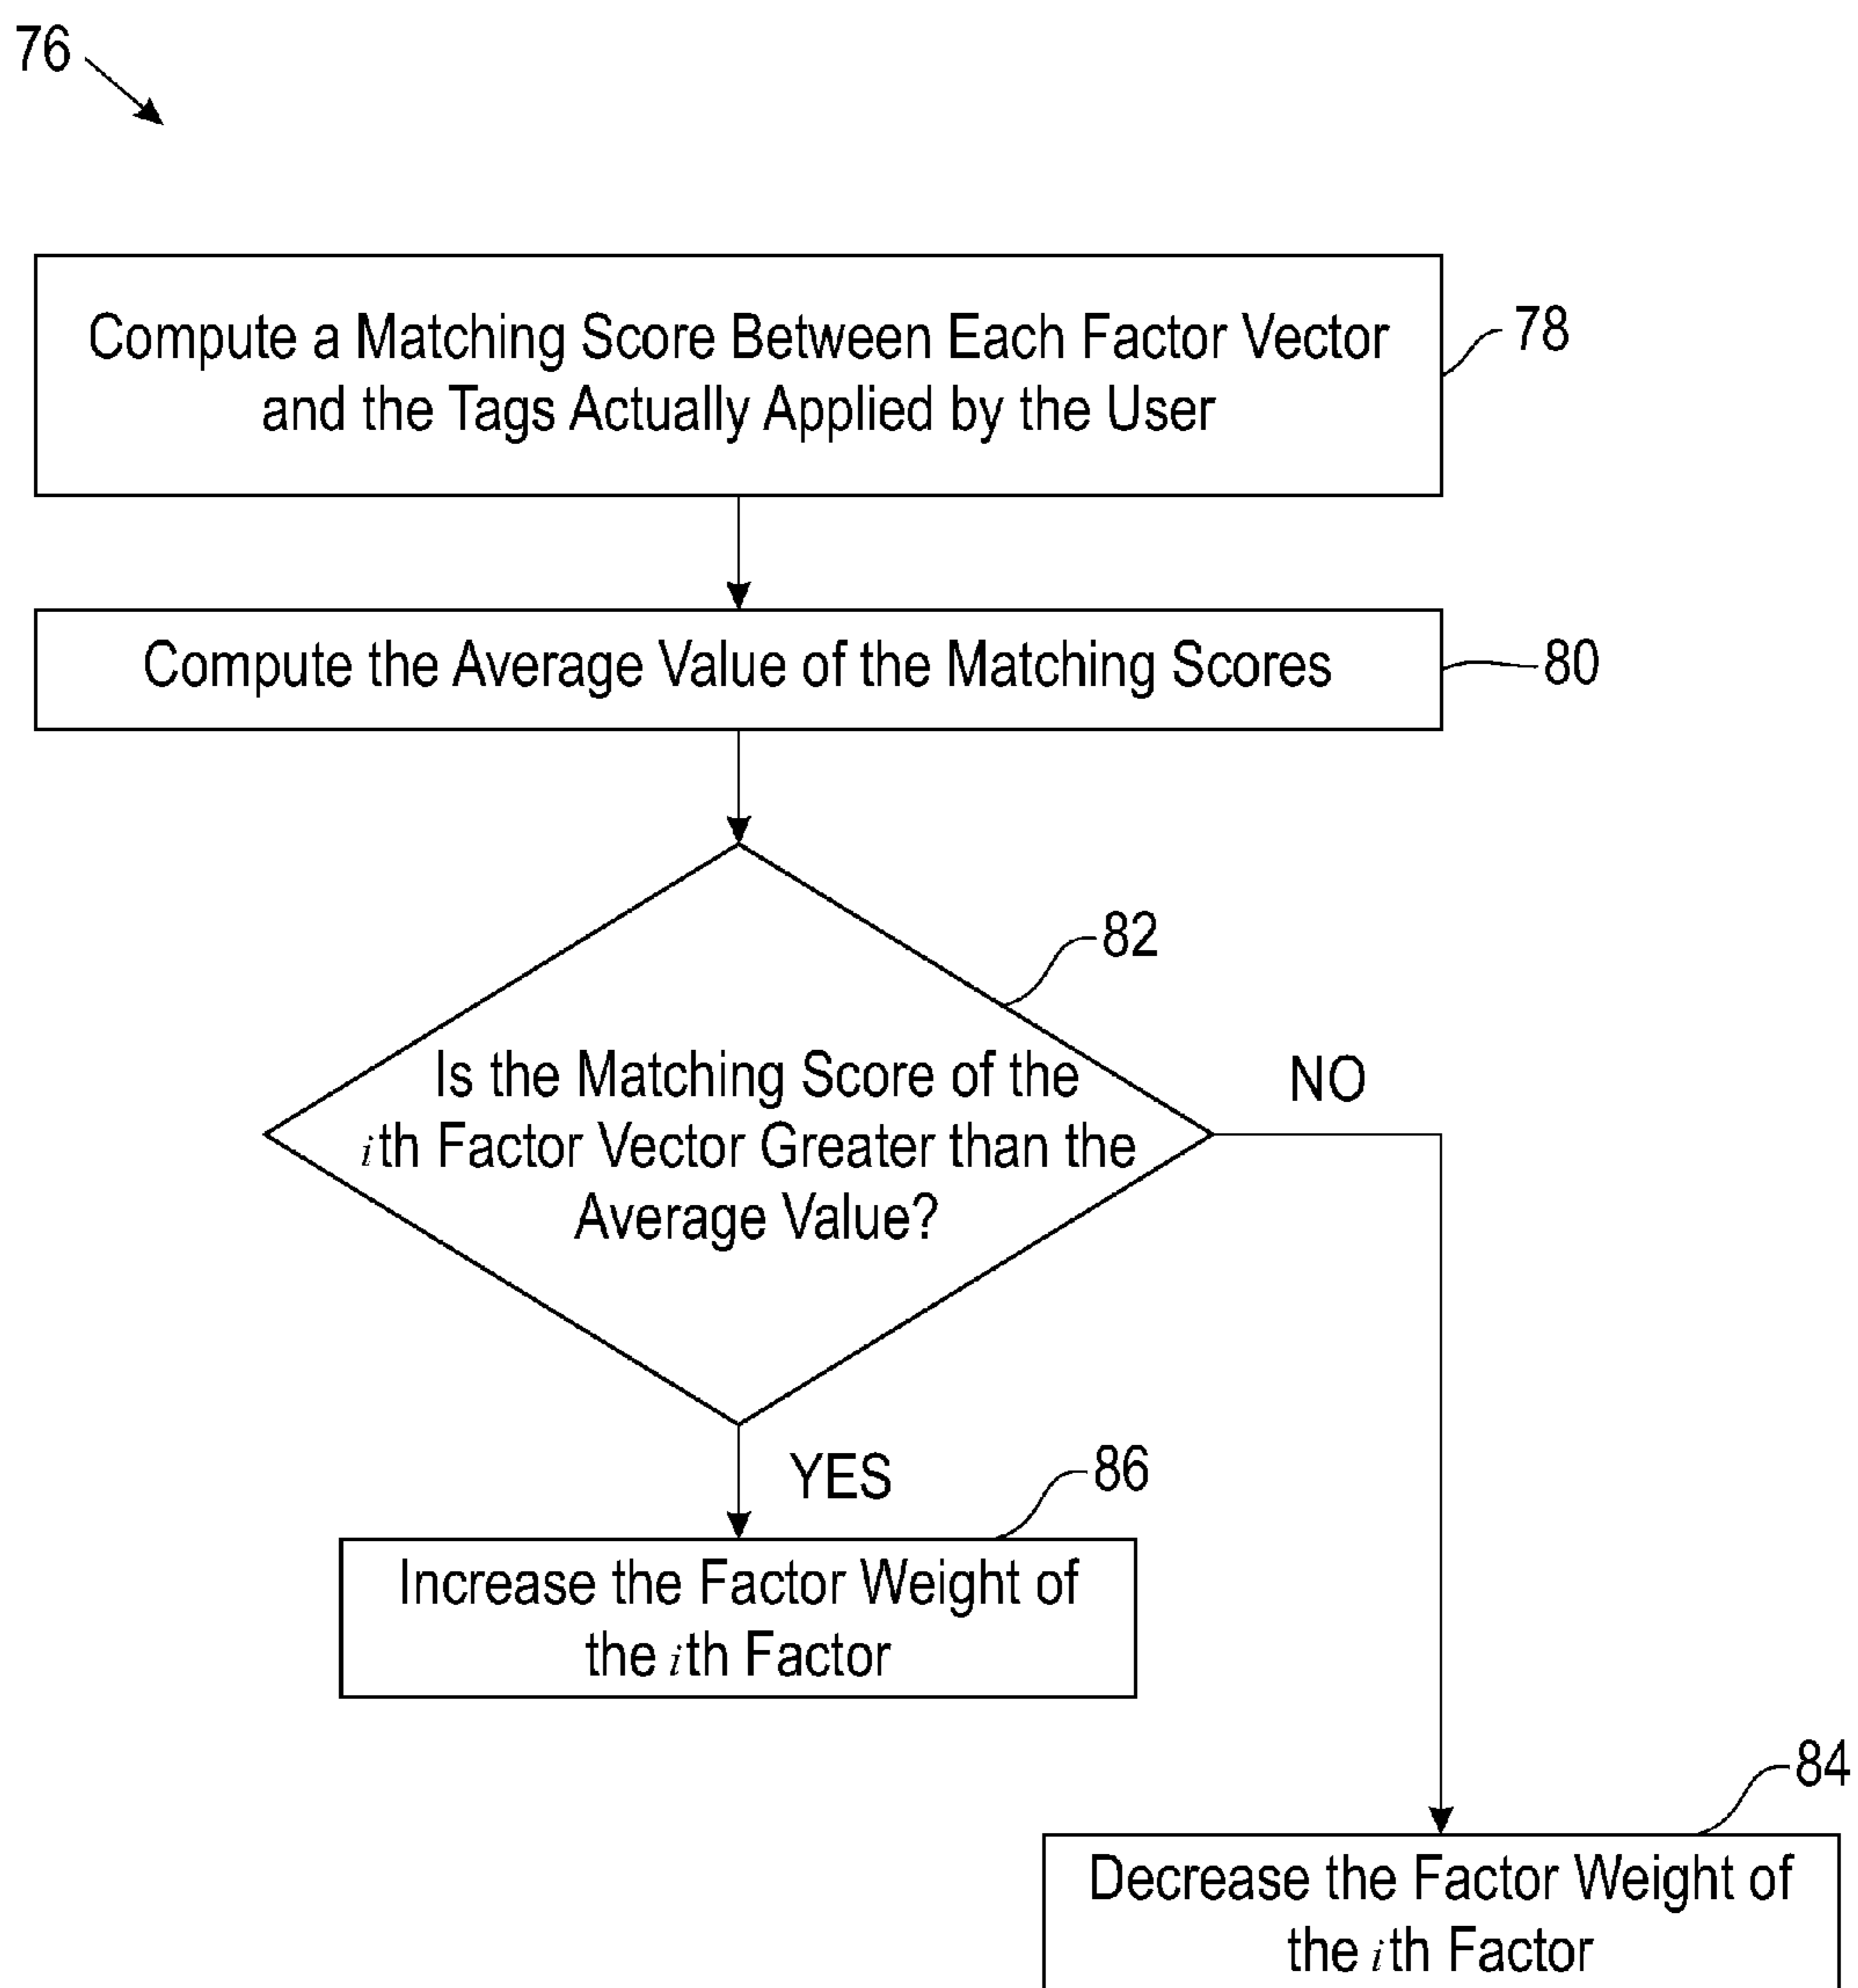 76
Compute a Matching Score Between Each Factor Vector
and the Tags Actually Applied by the User
78
Compute the Average Value of the Matching Scores
80
82
Is the Matching Score of the
ith Factor Vector Greater than the
Average Value?
NO
YES
86
Increase the Factor Weight of
the ith Factor
84
Decrease the Factor Weight of
the ith Factor